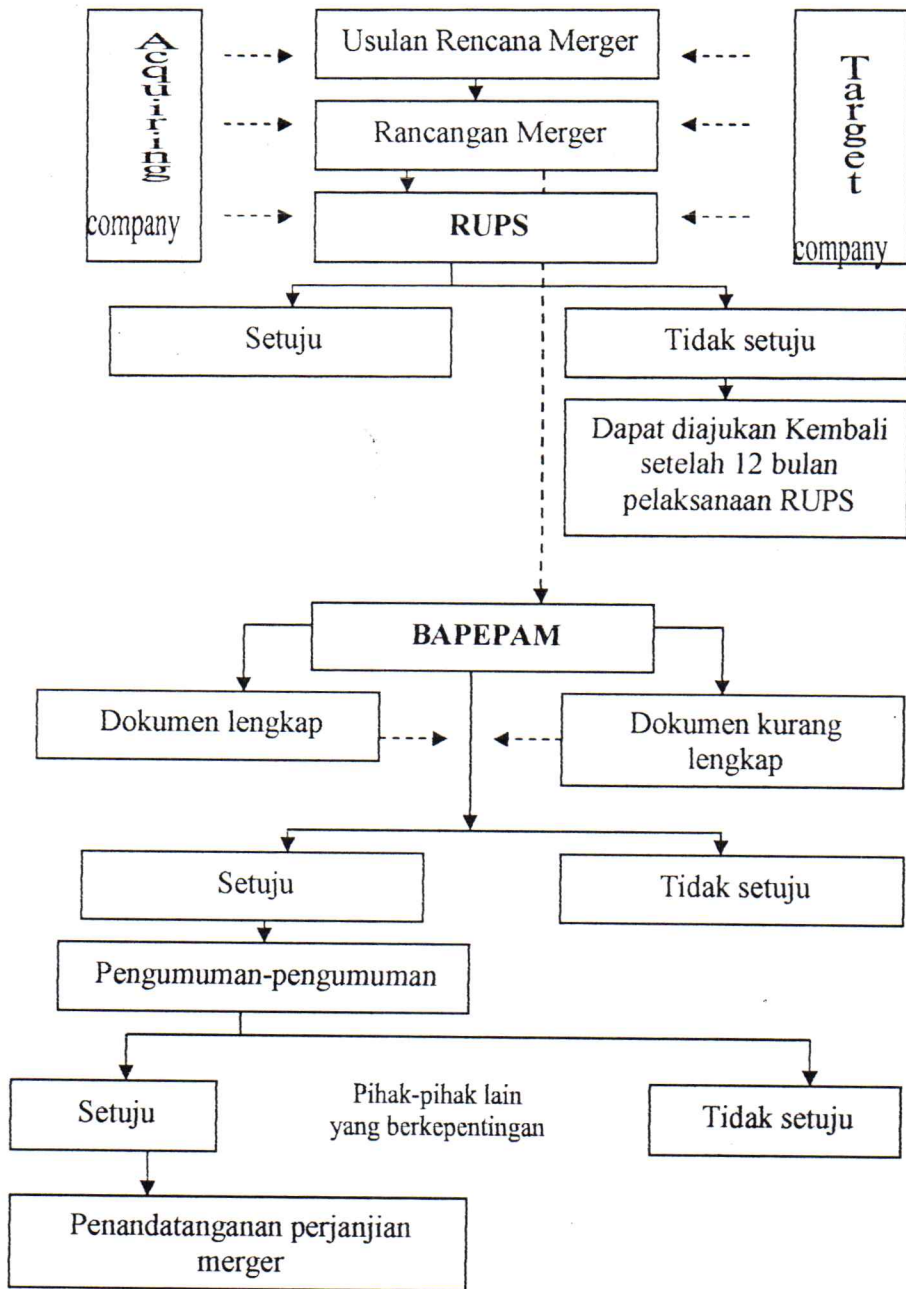 Acquiring
company
Usulan Rencana Merger
Rancangan Merger
RUPS
Target
company
Setuju
Tidak setuju
Dapat diajukan Kembali
setelah 12 bulan
pelaksanaan RUPS
BAPEPAM
Dokumen lengkap
Dokumen kurang
lengkap
Setuju
Tidak setuju
Pengumuman-pengumuman
Setuju
Pihak-pihak lain
yang berkepentingan
Tidak setuju
Penandatanganan perjanjian
merger